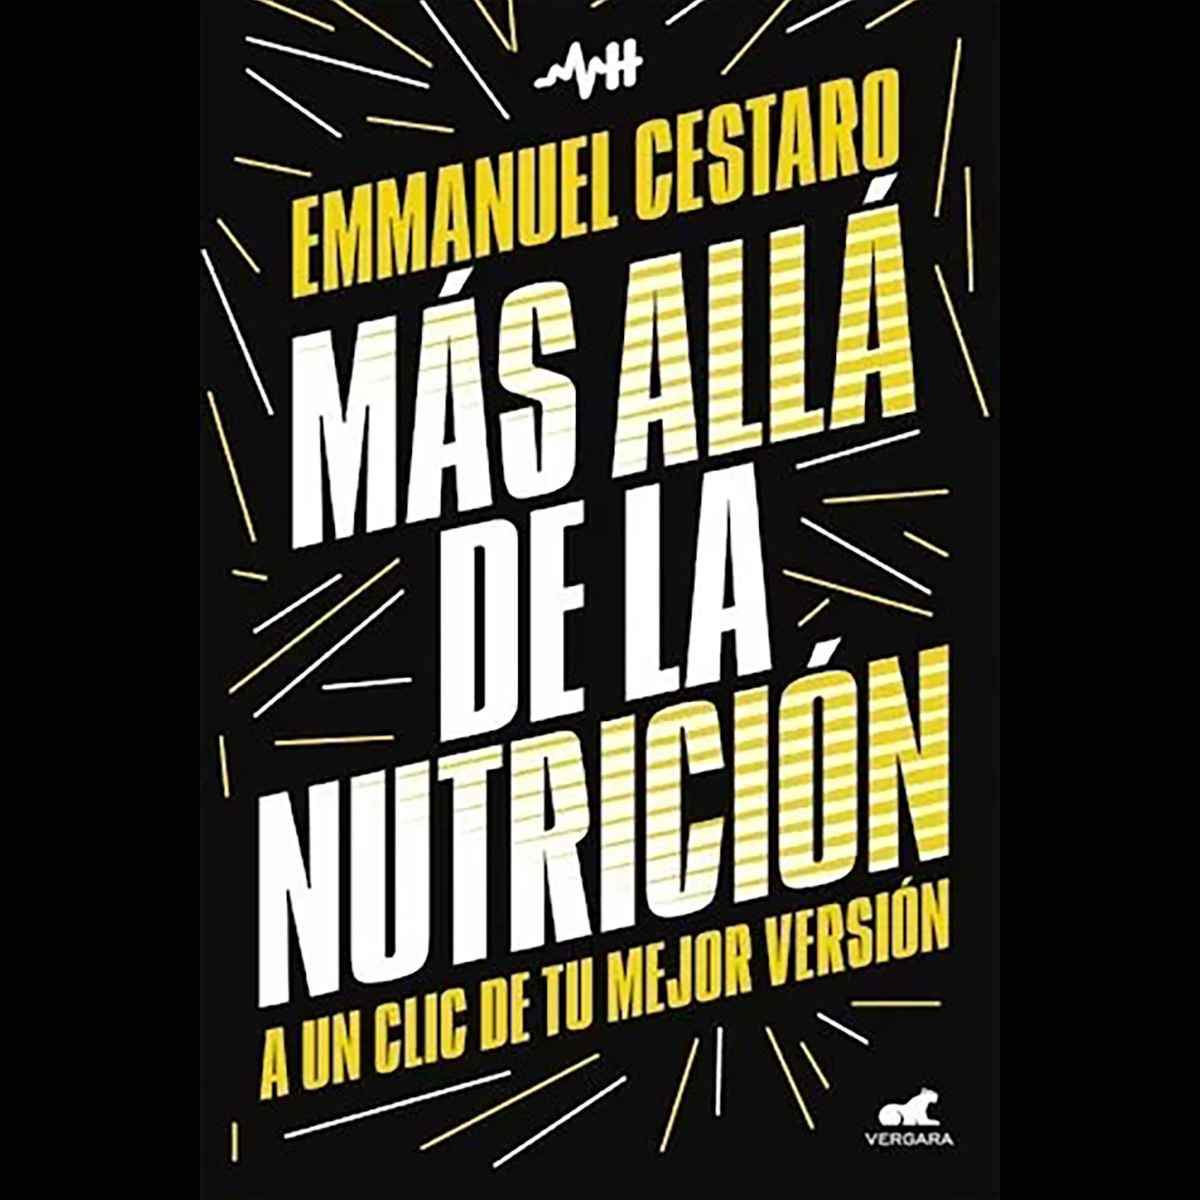 EMMANUEL CESTARO
MÁS ALLÁ
DE LA
NUTRICIÓN
A UN CLIC DE TU MEJOR VERSIÓN
VERGARA